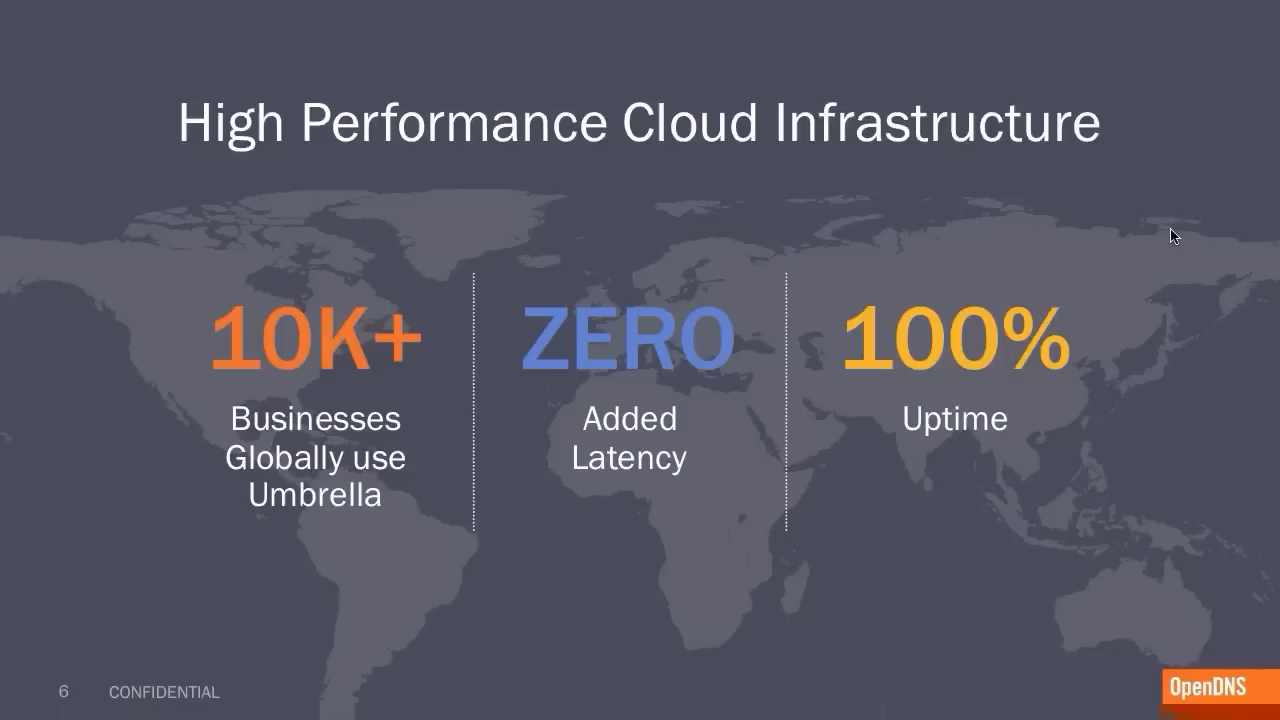 High Performance Cloud Infrastructure
10K+
Businesses
Globally use
Umbrella
ZERO
Added
Latency
100%
Uptime
6
CONFIDENTIAL
OpenDNS